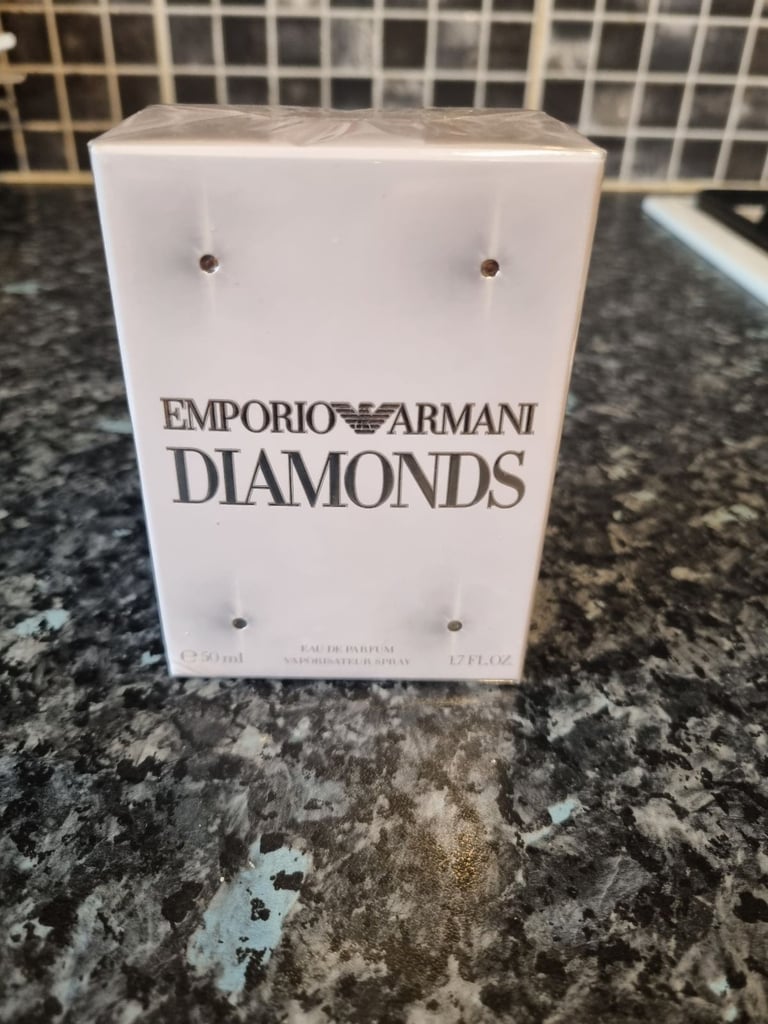 EMPORIO ARMANI
DIAMONDS
EAU DE PARFUM
℮ 50 ml VAPORISATEUR SPRAY 1.7 FL.OZ